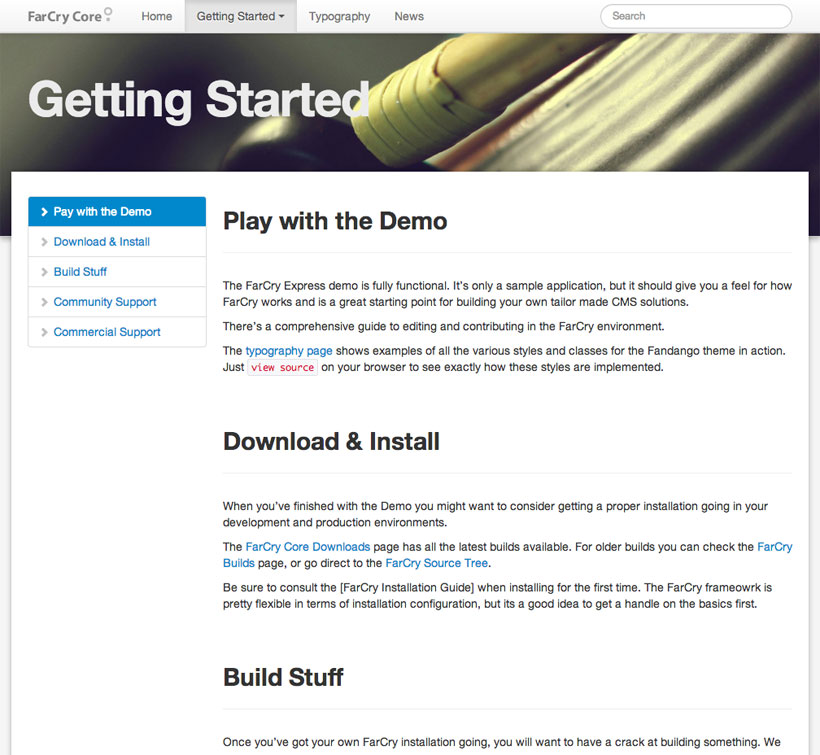 FarCry Core Home Getting Started Typography News Search
Getting Started
Pay with the Demo
Download & Install
Build Stuff
Community Support
Commercial Support
Play with the Demo
The FarCry Express demo is fully functional. It's only a sample application, but it should give you a feel for how
FarCry works and is a great starting point for building your own tailor made CMS solutions.
There's a comprehensive guide to editing and contributing in the FarCry environment.
The typography page shows examples of all the various styles and classes for the Fandango theme in action.
Just view source on your browser to see exactly how these styles are implemented.
Download & Install
When you've finished with the Demo you might want to consider getting a proper installation going in your
development and production environments.
The FarCry Core Downloads page has all the latest builds available. For older builds you can check the FarCry
Builds page, or go direct to the FarCry Source Tree.
Be sure to consult the [FarCry Installation Guide] when installing for the first time. The FarCry frameowrk is
pretty flexible in terms of installation configuration, but its a good idea to get a handle on the basics first.
Build Stuff
Once you've got your own FarCry installation going, you will want to have a crack at building something. We